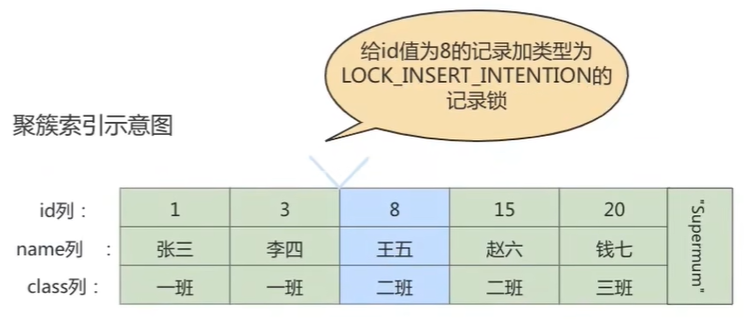 给id值为8的记录加类型为
LOCK_INSERT_INTENTION的
记录锁
聚簇索引示意图
id列： 1 3 8 15 20 "Supermum"
name列 ： 张三 李四 王五 赵六 钱七
class列： 一班 一班 二班 二班 三班